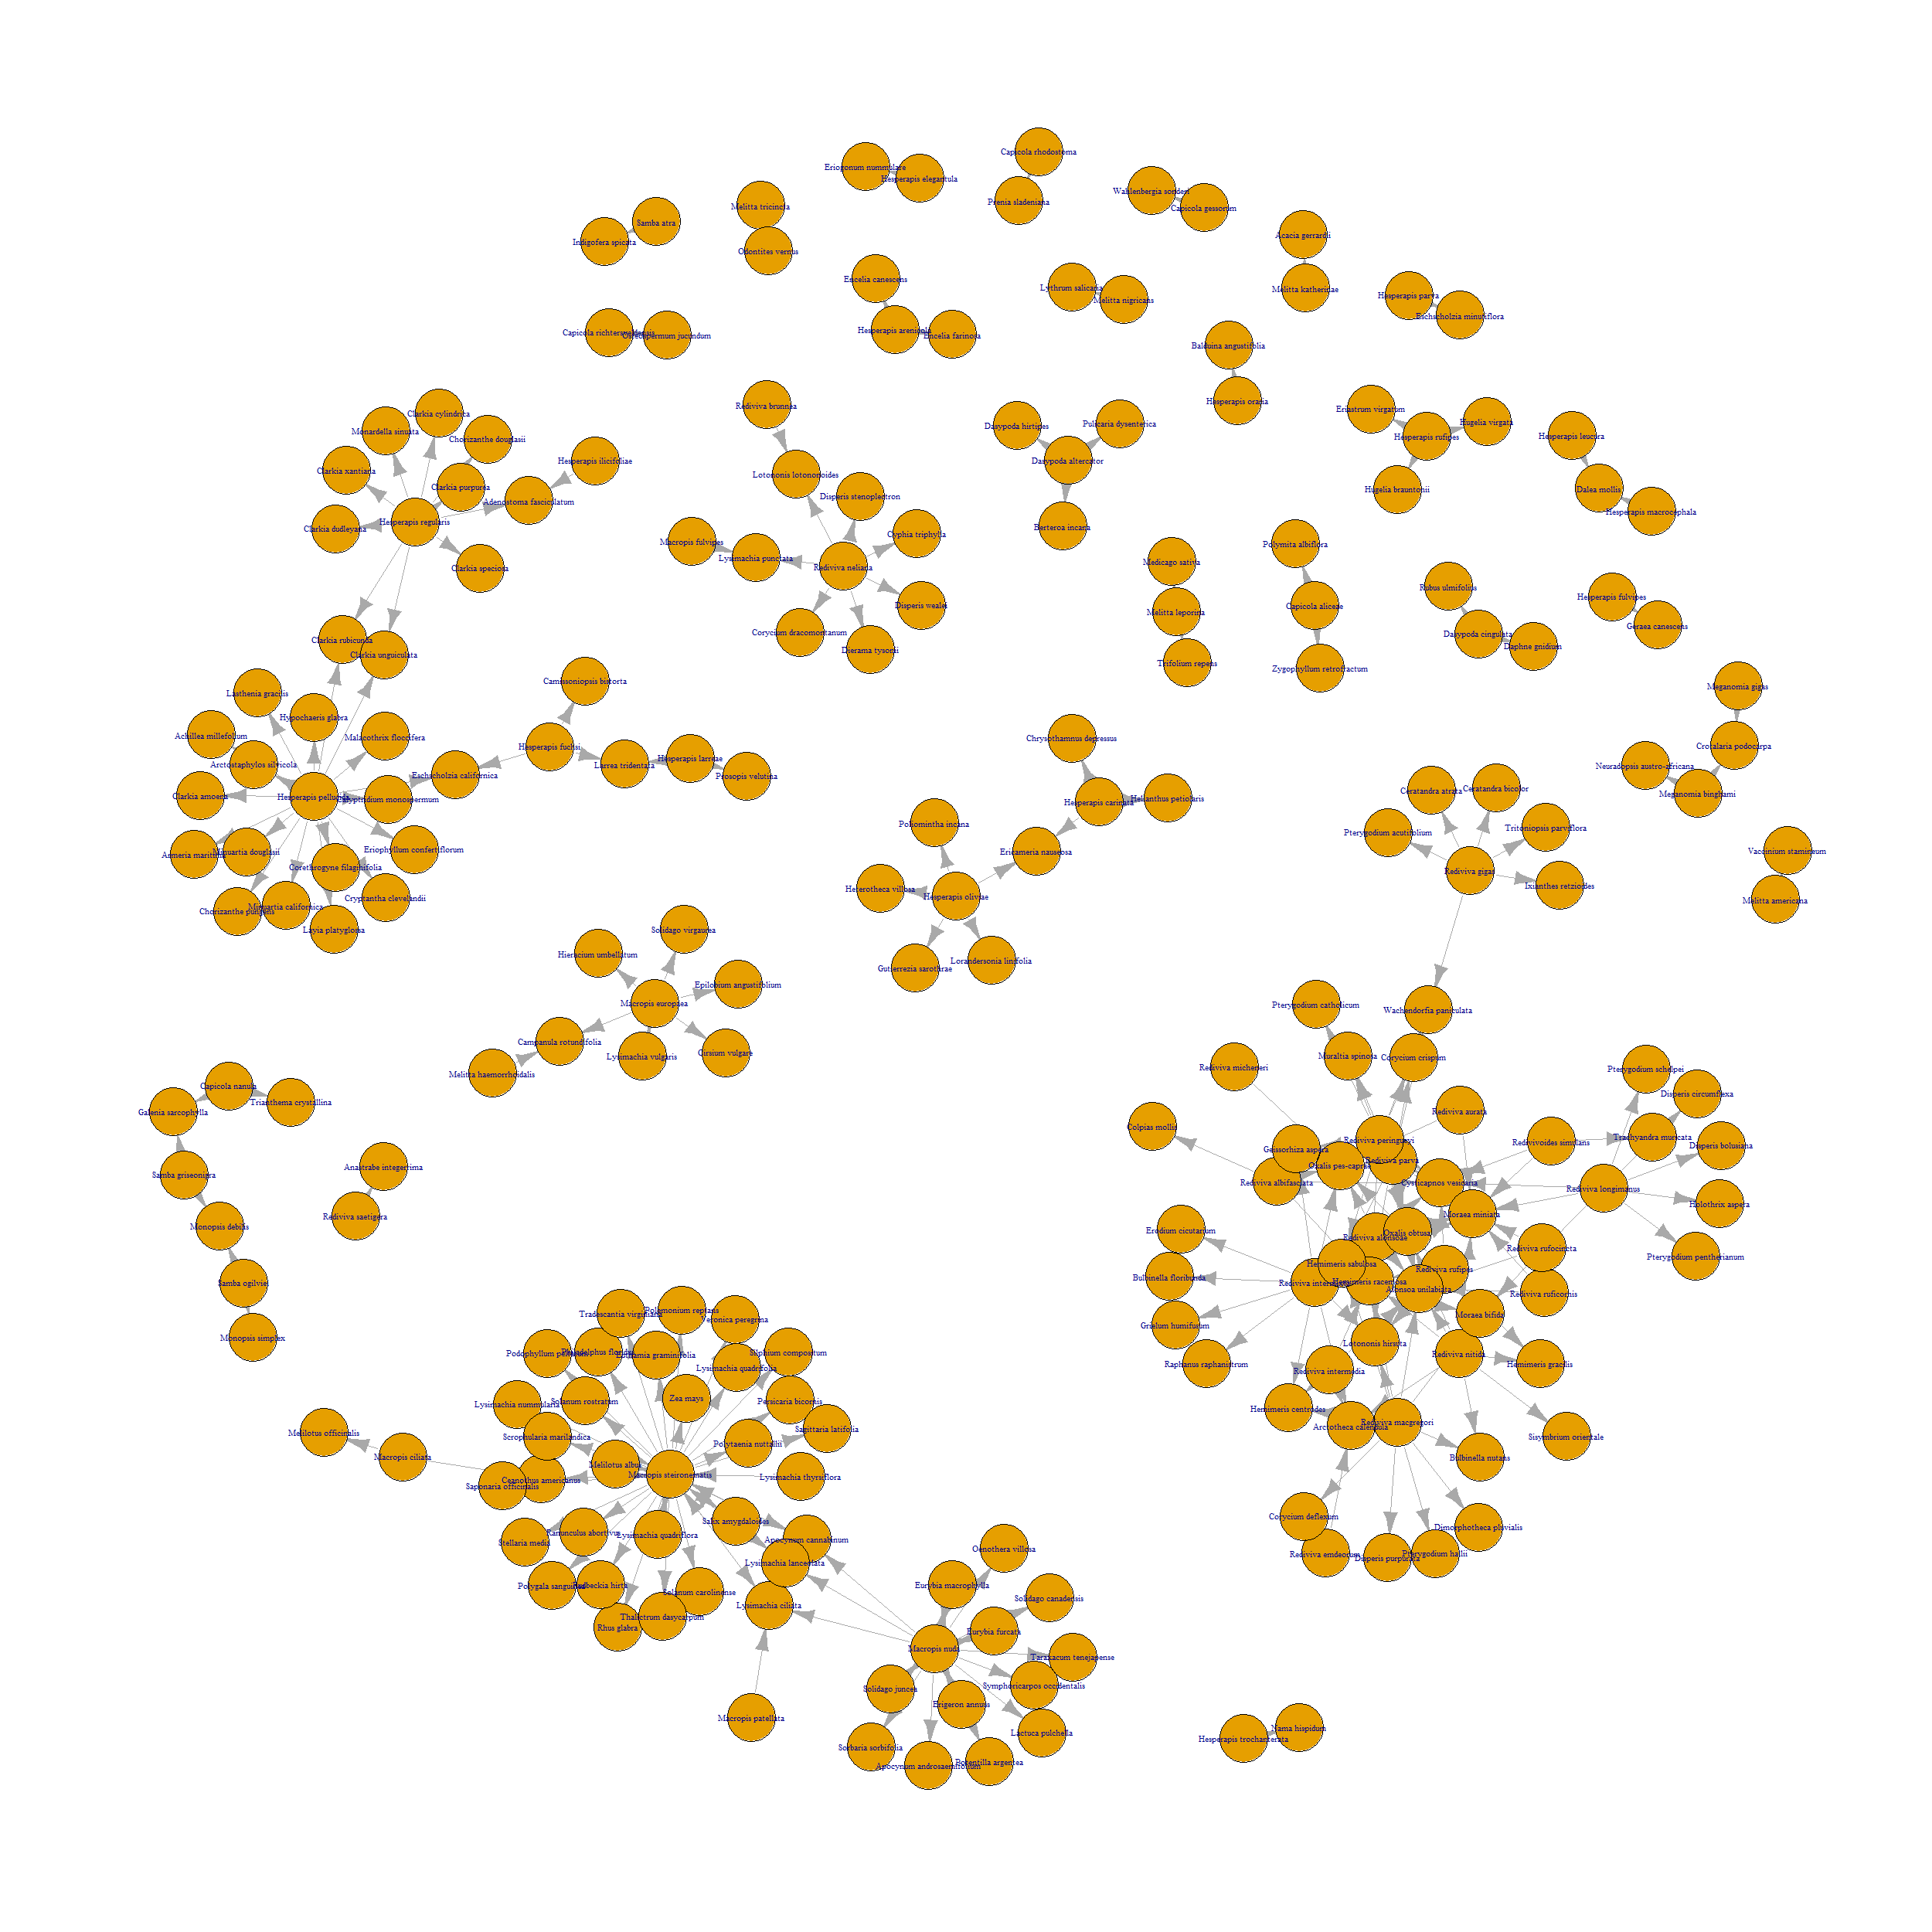 Capicola rhodostoma
Eriogonum nummulare
Hesperapis elegantula
Prenia sladeniana
Wahlenbergia sonderi
Capicola gessorum
Melitta tricincta
Samba atra
Indigofera spicata
Odontites vernus
Acacia gerrardii
Melitta katherinae
Encelia canescens
Lythrum salicaria
Melitta nigricans
Hesperapis parva
Eschscholzia minutiflora
Hesperapis arenicola
Encelia farinosa
Balduina angustifolia
Hesperapis oraria
Clarkia cylindrica
Monardella sinuata
Chorizanthe douglasii
Clarkia xantiana
Clarkia purpurea
Hesperapis ilicifoliae
Adenostoma fasciculatum
Hesperapis regularis
Clarkia dudleyana
Clarkia speciosa
Rediviva brunnea
Lotononis lotononoides
Disperis stenoplectron
Cyphia triphylla
Macropis fulvipes
Lysimachia punctata
Rediviva neliana
Disperis wealei
Corycium dracomontanum
Dierama tysonii
Dasypoda hirtipes
Pulicaria dysenterica
Dasypoda altercator
Berteroa incana
Eriastrum virgatum
Hugelia virgata
Hesperapis rufipes
Hugelia brauntonii
Hesperapis leucura
Dalea mollis
Hesperapis macrocephala
Medicago sativa
Melitta leporina
Trifolium repens
Polymita albiflora
Capicola aliceae
Zygophyllum retrofractum
Rubus ulmifolius
Dasypoda cingulata
Daphne gnidium
Hesperapis fulvipes
Geraea canescens
Clarkia rubicunda
Clarkia unguiculata
Lasthenia gracilis
Hypochaeris glabra
Achillea millefolium
Malacothrix floccifera
Arctostaphylos silvicola
Eschscholzia californica
Clarkia amoena
Hesperapis pellucida
Calyptridium monospermum
Armeria maritima
Minuartia douglasii
Eriophyllum confertiflorum
Corethrogyne filaginifolia
Cryptantha clevelandii
Chorizanthe pungens
Minuartia californica
Layia platyglossa
Camissoniopsis bistorta
Hesperapis fuchsi
Larrea tridentata
Hesperapis larreae
Prosopis velutina
Chrysothamnus depressus
Hesperapis carinata
Helianthus petiolaris
Poliomintha incana
Ericameria nauseosa
Heterotheca villosa
Hesperapis oliviae
Gutierrezia sarothrae
Lorandersonia linifolia
Meganomia gigas
Crotalaria podocarpa
Neuradopsis austro-africana
Meganomia binghami
Ceratandra atrata
Ceratandra bicolor
Pterygodium acutifolium
Tritoniopsis parviflora
Rediviva gigas
Ixianthes retzioides
Vaccinium stamineum
Melitta americana
Solidago virgaurea
Hieracium umbellatum
Epilobium angustifolium
Macropis europaea
Campanula rotundifolia
Lysimachia vulgaris
Cirsium vulgare
Melitta haemorrhoidalis
Capicola nanula
Galenia sarcophylla
Trianthema crystallina
Samba griseonigra
Monopsis debilis
Samba ogilviei
Monopsis simplex
Anastrabe integerrima
Rediviva saetigera
Pterygodium catholicum
Wachendorfia paniculata
Muraltia spinosa
Corycium crispum
Rediviva micheneri
Colpias mollis
Rediviva aurata
Rediviva peringueyi
Geissorhiza aspera
Oxalis pes-caprae
Rediviva parva
Rediviva albifasciata
Cysticapnos vesicaria
Redivivoides simulans
Pterygodium schelpei
Disperis circumflexa
Trachyandra muricata
Disperis bolusiana
Rediviva longimanus
Holothrix aspera
Pterygodium pentherianum
Moraea miniata
Erodium cicutarium
Oxalis obtusa
Rediviva alonsoae
Rediviva rufocincta
Hemimeris sabulosa
Rediviva rufipes
Bulbinella floribunda
Hemimeris racemosa
Alonsoa unilabiata
Rediviva ruficornis
Moraea bifida
Grielum humifusum
Lotononis hirsuta
Raphanus raphanistrum
Rediviva intermedia
Rediviva nitida
Hemimeris gracilis
Hemimeris centrodes
Arctotheca calendula
Rediviva macgregori
Sisymbrium orientale
Bulbinella nutans
Corycium deflexum
Dimorphotheca pluvialis
Rediviva emdeorum
Disperis purpurata
Pterygodium hallii
Tradescantia virginiana
Polemonium reptans
Veronica peregrina
Euthamia graminifolia
Silphium compositum
Lysimachia quadrifolia
Zea mays
Solanum rostratum
Lysimachia nummularia
Persicaria bicornis
Sagittaria latifolia
Scrophularia marilandica
Polytaenia nuttallii
Melilotus officinalis
Macropis ciliata
Melilotus albus
Macropis steironematis
Lysimachia thyrsiflora
Ceanothus americanus
Saponaria officinalis
Salix amygdaloides
Ranunculus abortivus
Lysimachia quadriflora
Apocynum cannabinum
Stellaria media
Lysimachia lanceolata
Polygala sanguinea
Rudbeckia hirta
Solanum carolinense
Lysimachia ciliata
Thalictrum dasycarpum
Rhus glabra
Oenothera villosa
Eurybia macrophylla
Solidago canadensis
Eurybia furcata
Macropis nuda
Taraxacum tenejapense
Symphoricarpos occidentalis
Solidago juncea
Erigeron annuus
Macropis patellata
Lactuca pulchella
Sorbaria sorbifolia
Apocynum androsaemifolium
Potentilla argentea
Hesperapis trochanterata
Nama hispidum